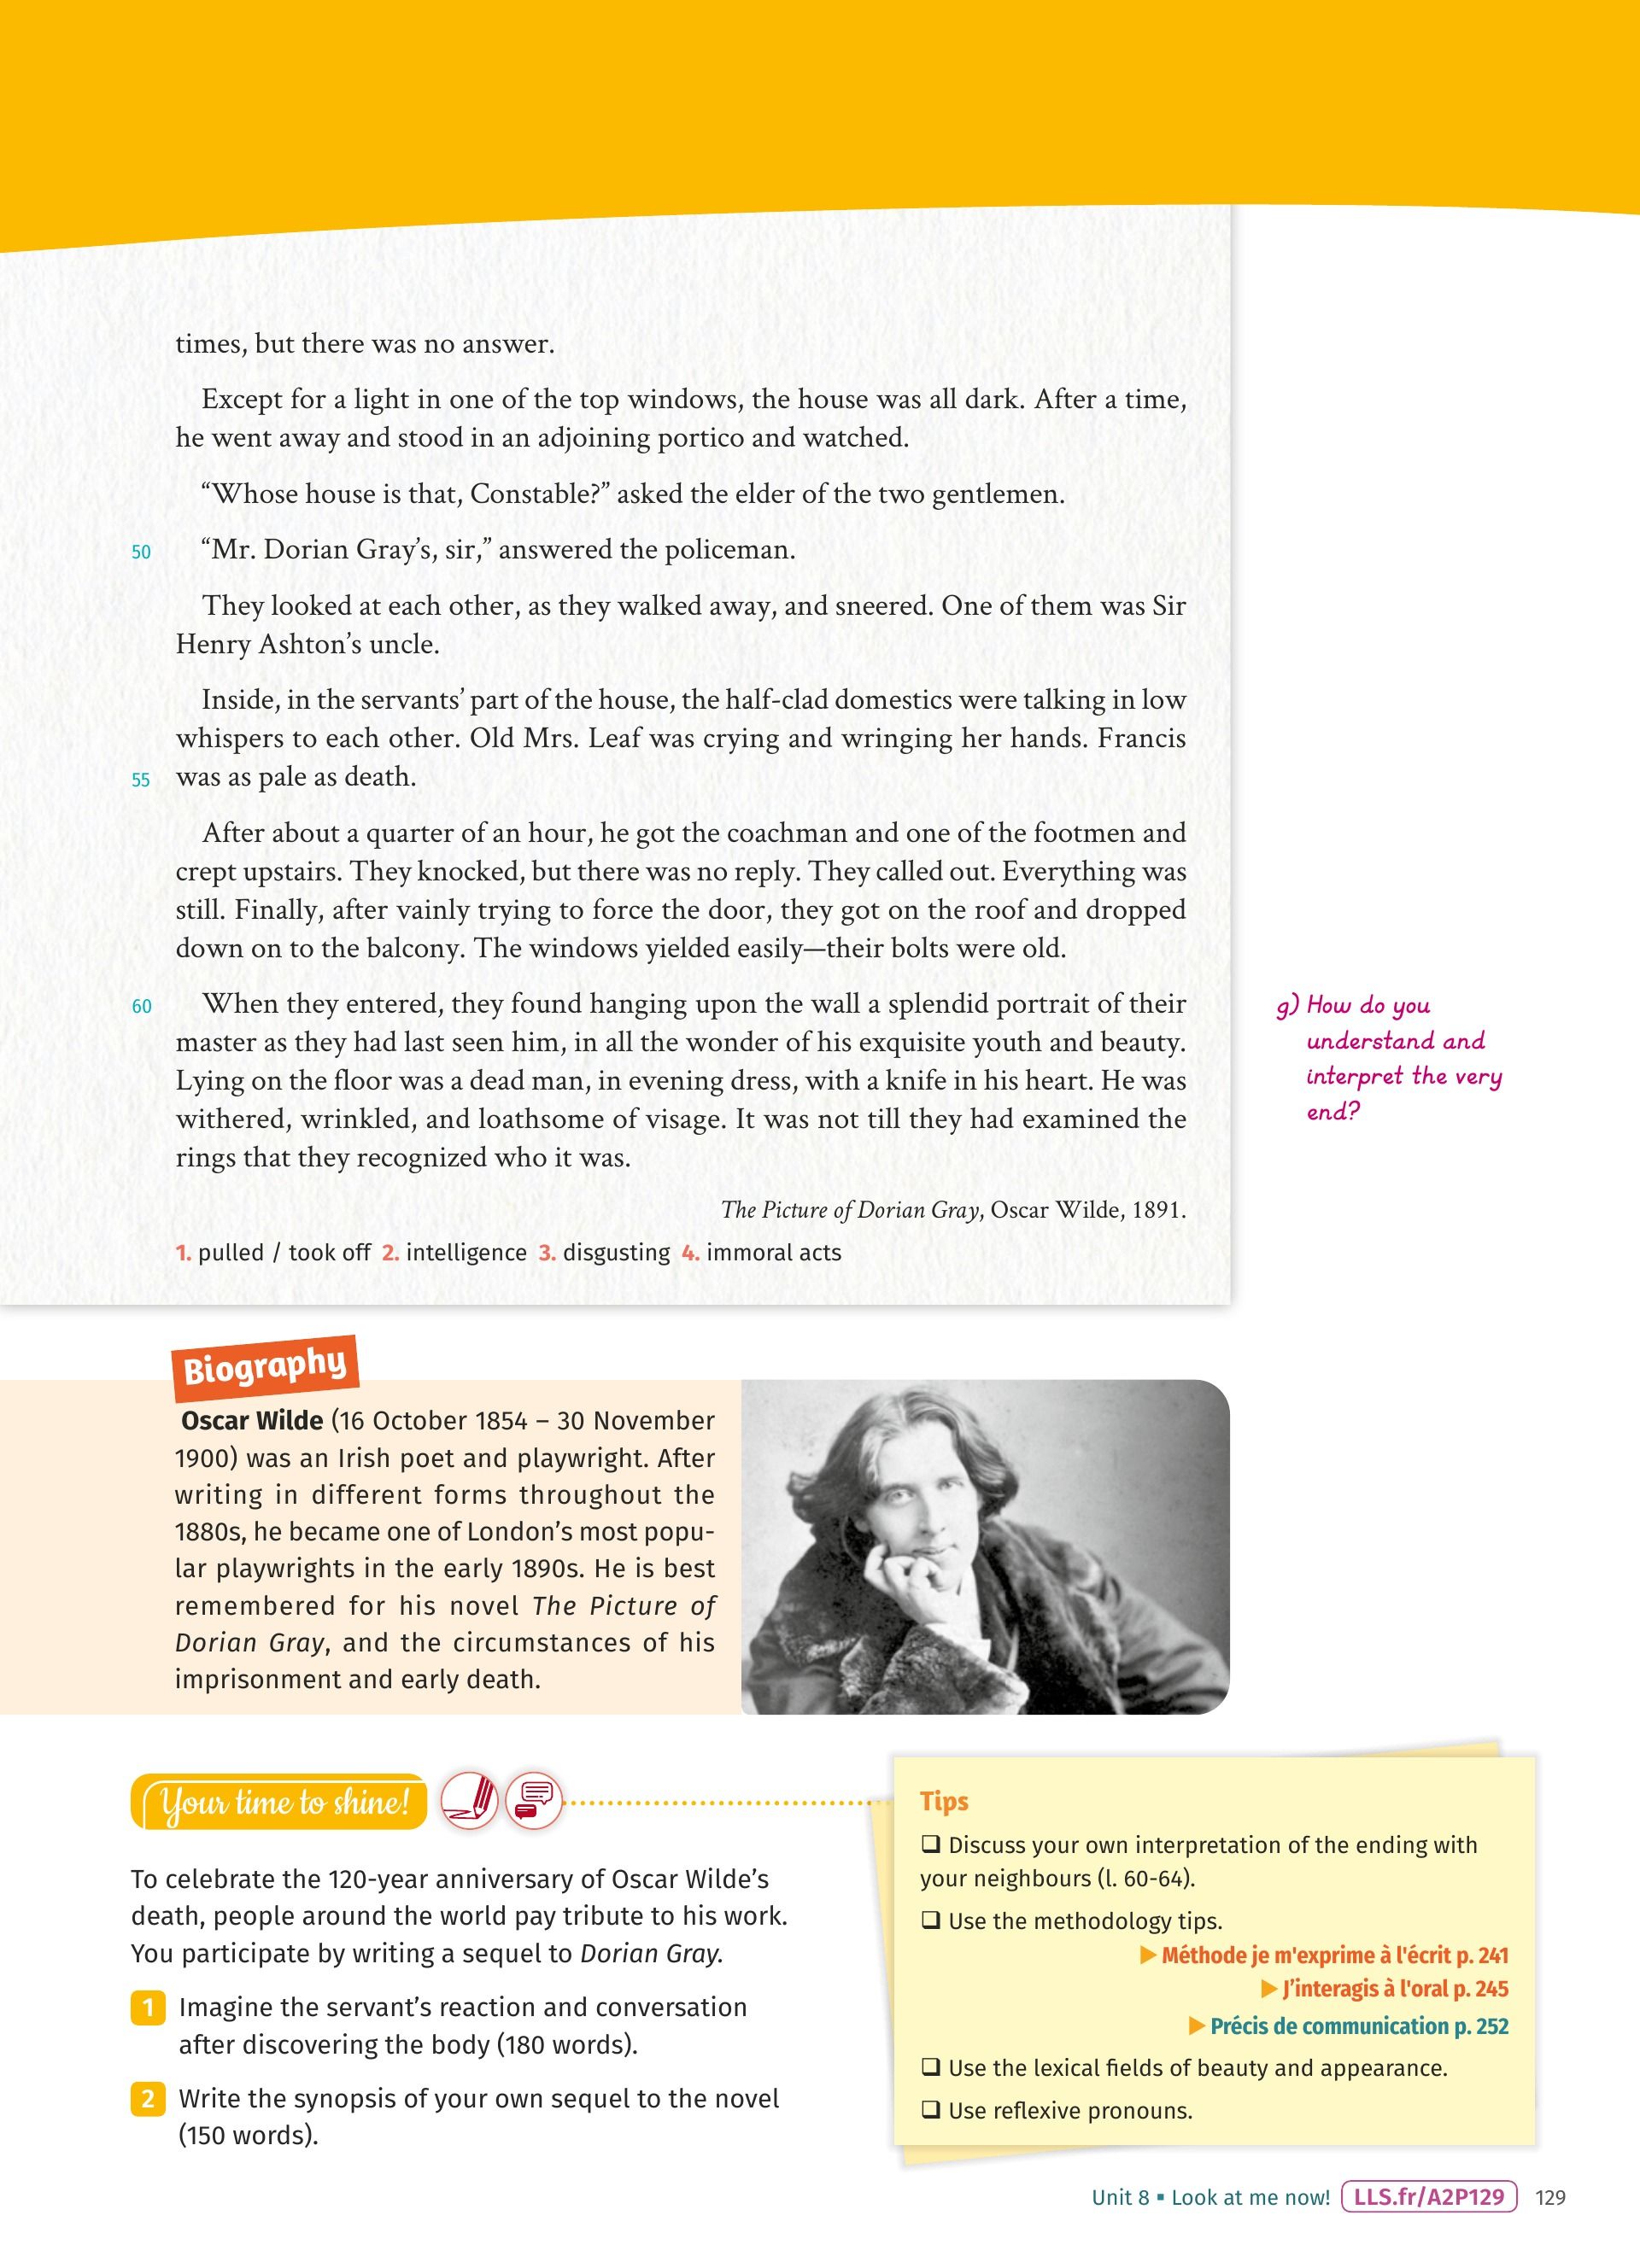 times, but there was no answer.
Except for a light in one of the top windows, the house was all dark. After a time,
he went away and stood in an adjoining portico and watched.
“Whose house is that, Constable?” asked the elder of the two gentlemen.
50 “Mr. Dorian Gray’s, sir,” answered the policeman.
They looked at each other, as they walked away, and sneered. One of them was Sir
Henry Ashton’s uncle.
Inside, in the servants’ part of the house, the half-clad domestics were talking in low
whispers to each other. Old Mrs. Leaf was crying and wringing her hands. Francis
55 was as pale as death.
After about a quarter of an hour, he got the coachman and one of the footmen and
crept upstairs. They knocked, but there was no reply. They called out. Everything was
still. Finally, after vainly trying to force the door, they got on the roof and dropped
down on to the balcony. The windows yielded easily—their bolts were old.
60 When they entered, they found hanging upon the wall a splendid portrait of their
master as they had last seen him, in all the wonder of his exquisite youth and beauty.
Lying on the floor was a dead man, in evening dress, with a knife in his heart. He was
withered, wrinkled, and loathsome of visage. It was not till they had examined the
rings that they recognized who it was.
The Picture of Dorian Gray, Oscar Wilde, 1891.
1. pulled / took off 2. intelligence 3. disgusting 4. immoral acts
g) How do you
understand and
interpret the very
end?
Biography
Oscar Wilde (16 October 1854 – 30 November
1900) was an Irish poet and playwright. After
writing in different forms throughout the
1880s, he became one of London’s most popu-
lar playwrights in the early 1890s. He is best
remembered for his novel The Picture of
Dorian Gray, and the circumstances of his
imprisonment and early death.
Your time to shine!
To celebrate the 120-year anniversary of Oscar Wilde’s
death, people around the world pay tribute to his work.
You participate by writing a sequel to Dorian Gray.
1 Imagine the servant’s reaction and conversation
after discovering the body (180 words).
2 Write the synopsis of your own sequel to the novel
(150 words).
Tips
❑ Discuss your own interpretation of the ending with
your neighbours (l. 60-64).
❑ Use the methodology tips.
▶ Méthode je m'exprime à l'écrit p. 241
▶ J’interagis à l'oral p. 245
▶ Précis de communication p. 252
❑ Use the lexical fields of beauty and appearance.
❑ Use reflexive pronouns.
Unit 8 ▪ Look at me now! LLS.fr/A2P129 129